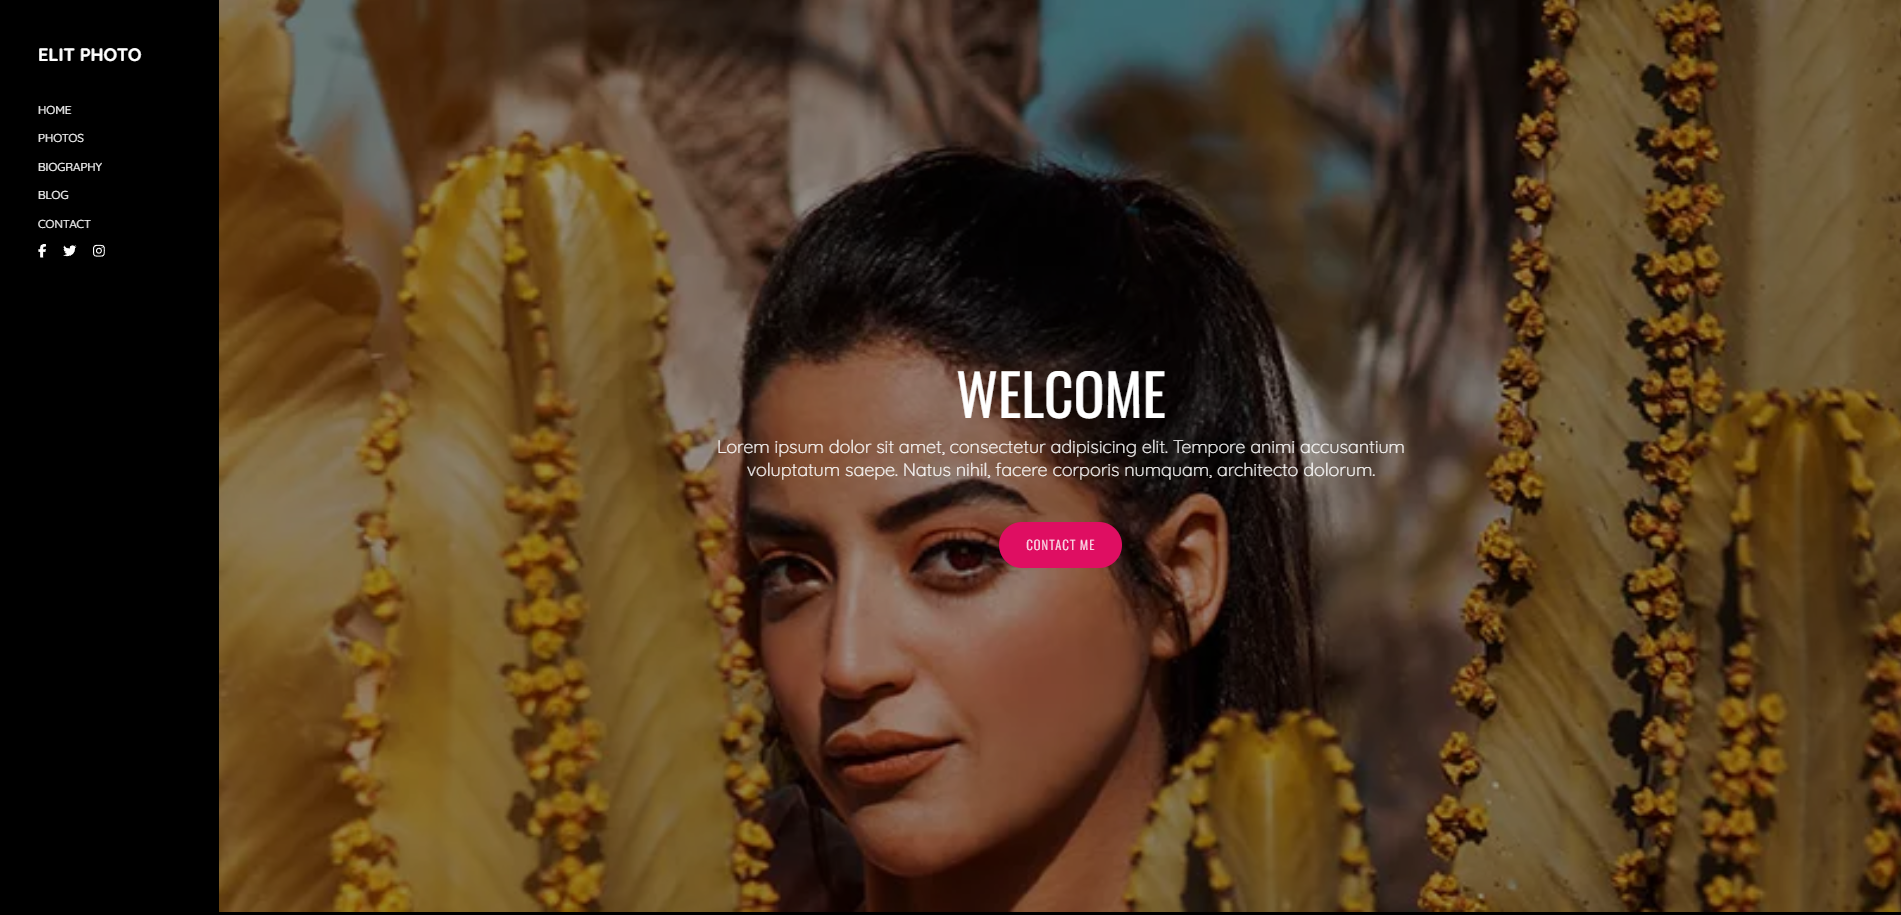 ELIT PHOTO
HOME
PHOTOS
BIOGRAPHY
BLOG
CONTACT
WELCOME
Lorem ipsum dolor sit amet, consectetur adipisicing elit. Tempore animi accusantium
voluptatum saepe. Natus nihil, facere corporis numquam, architecto dolorum.
CONTACT ME